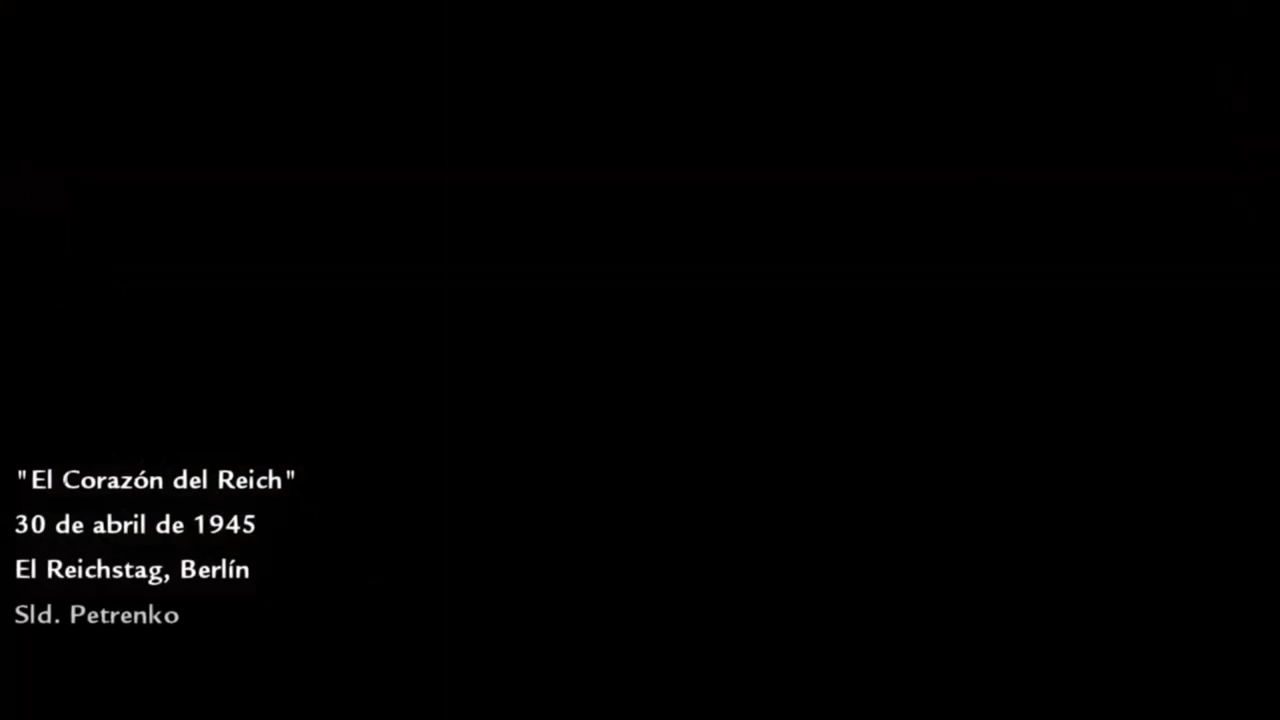 "El Corazón del Reich"
30 de abril de 1945
El Reichstag, Berlín
Sld. Petrenko